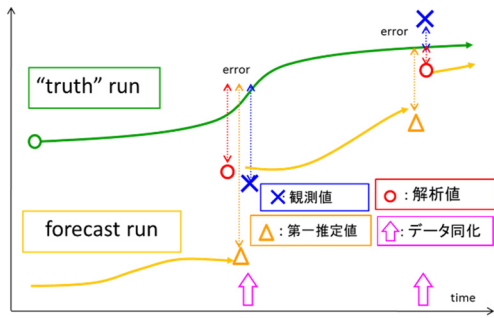 error
error
“truth” run
×: 観測値
○: 解析値
forecast run
△: 第一推定値
⇧: データ同化
time